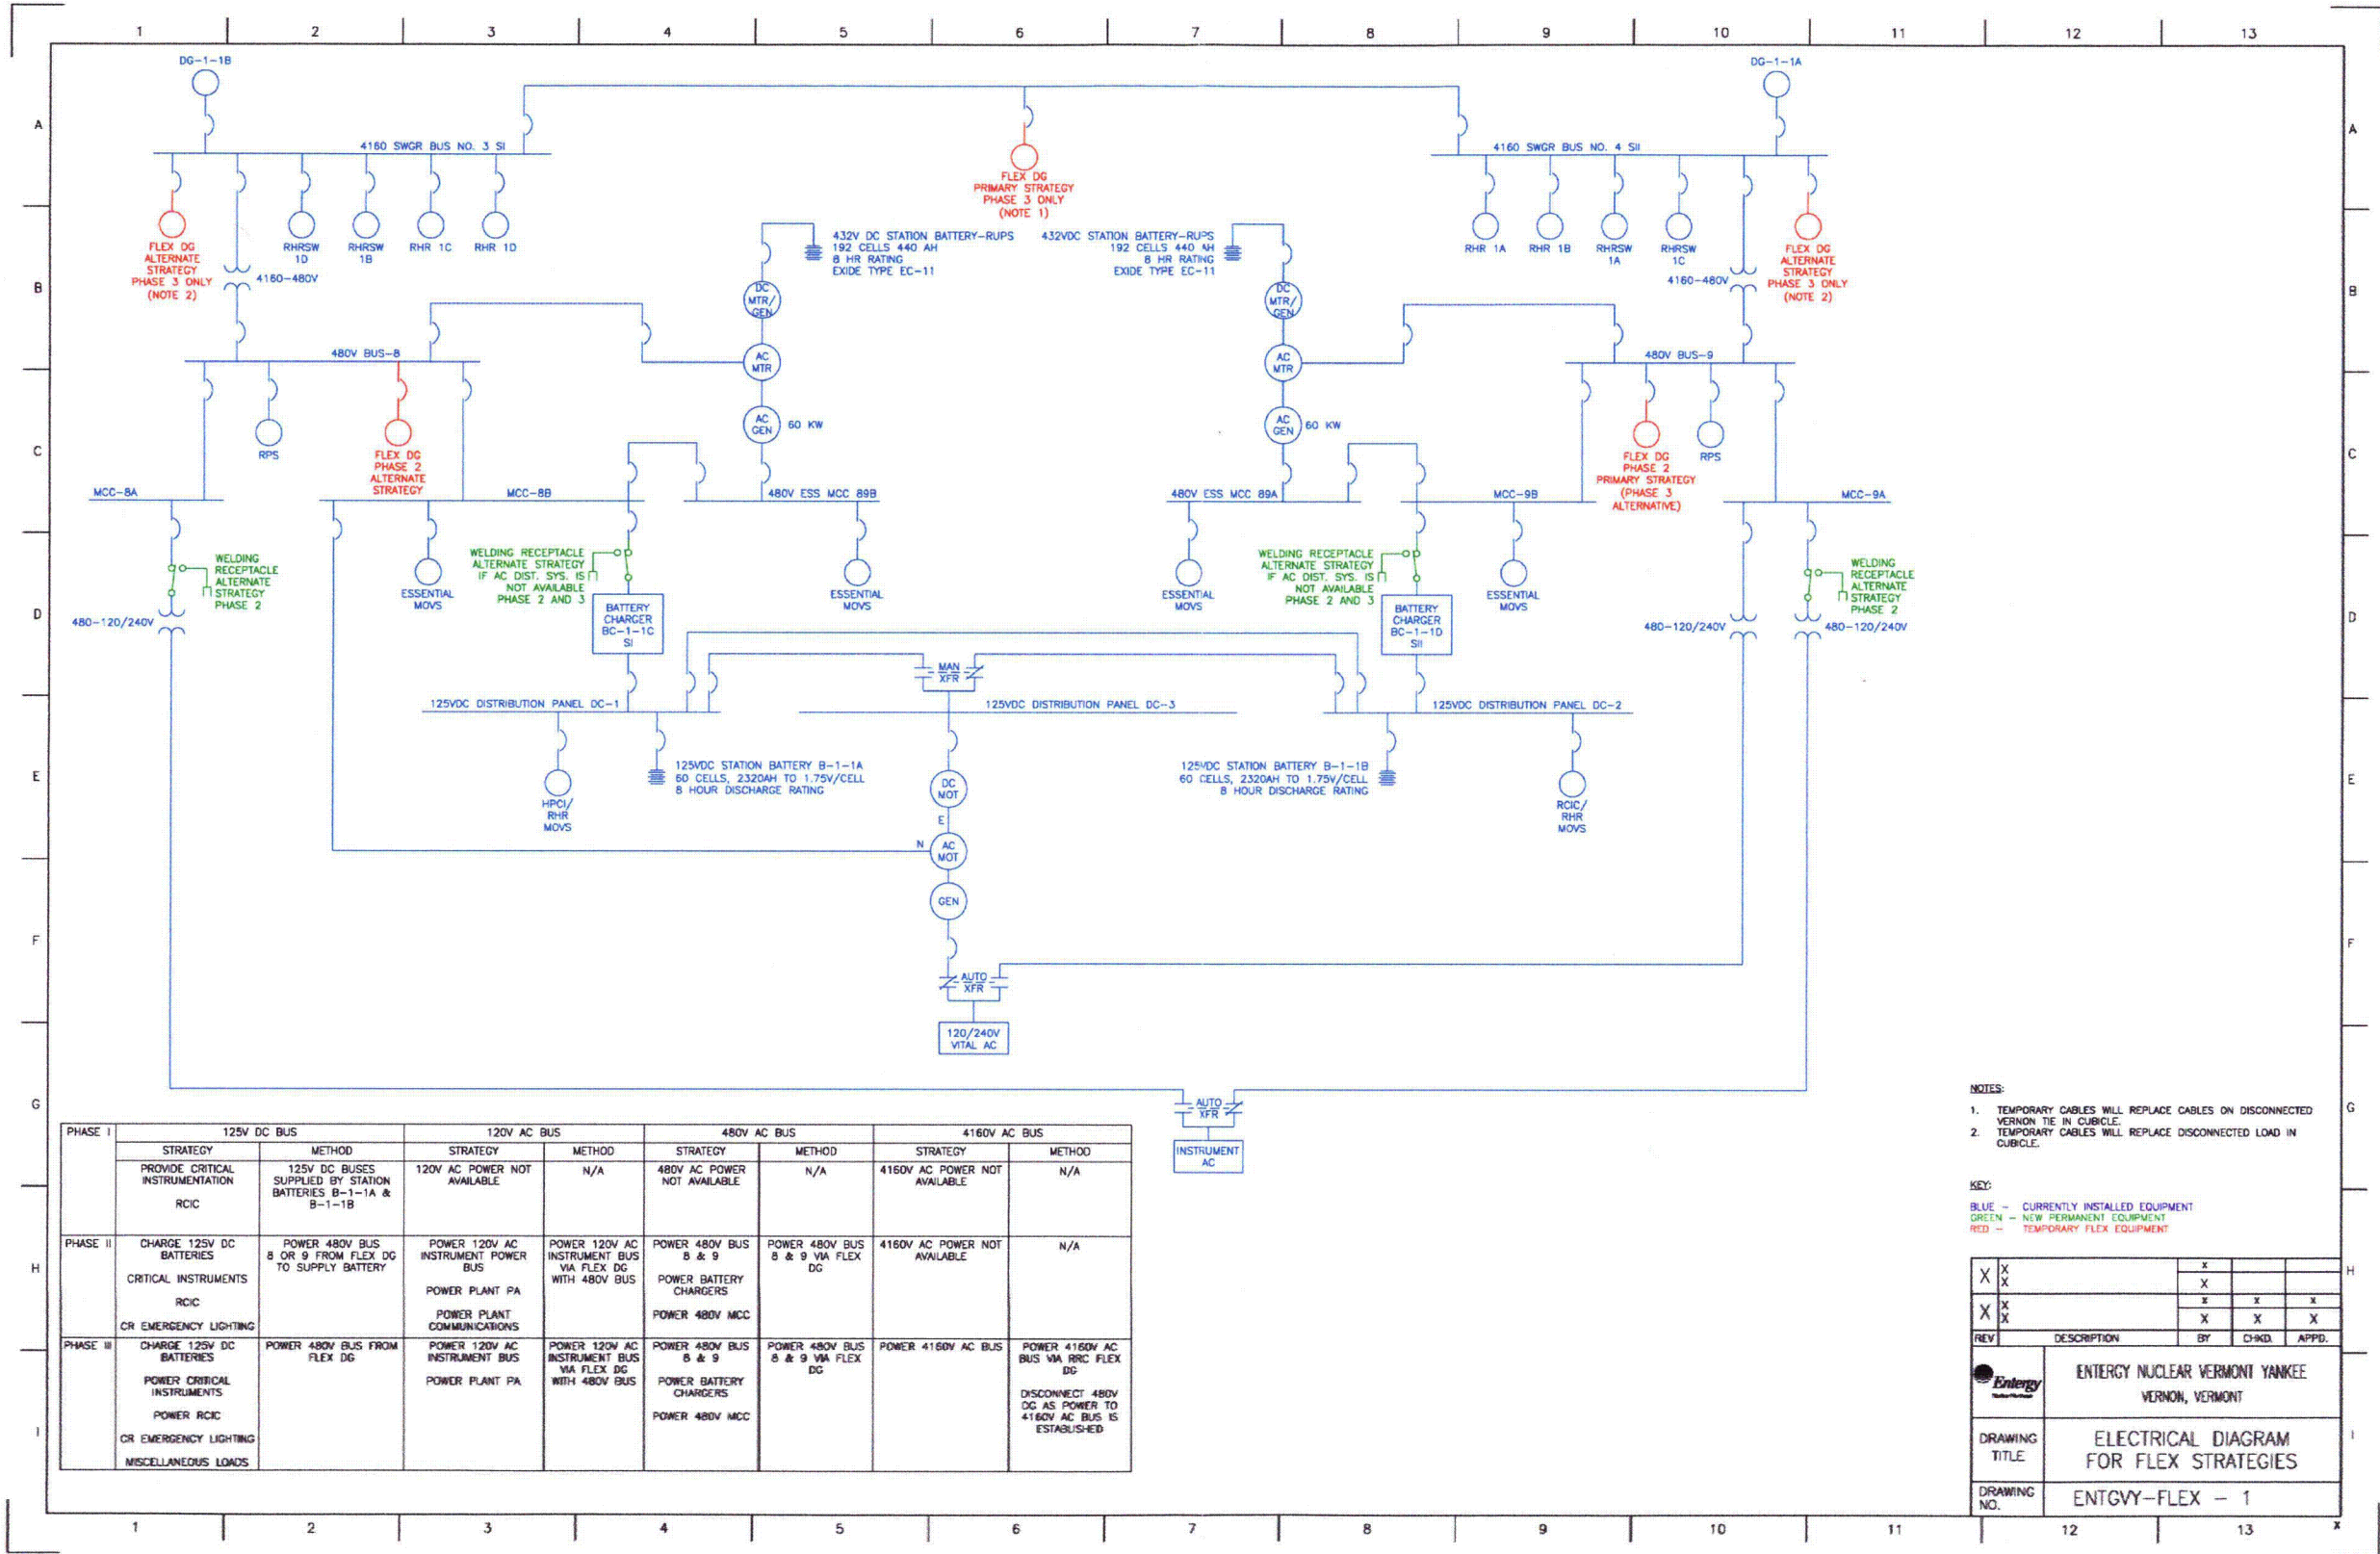 1 2 3 4 5 6 7 8 9 10 11 12 13
DG-1-1B
DG-1-1A
A
A
4160 SWGR BUS NO. 3 SI
4160 SWGR BUS NO. 4 SII
FLEX DG
PRIMARY STRATEGY
PHASE 3 ONLY
(NOTE 1)
FLEX DG
ALTERNATE
STRATEGY
PHASE 3 ONLY
(NOTE 2)
RHRSW
1D
RHRSW
1B
RHR 1C
RHR 1D
4160-480V
432V DC STATION BATTERY-RUPS
192 CELLS 440 AH
8 HR RATING
EXIDE TYPE EC-11
432VDC STATION BATTERY-RUPS
192 CELLS 440 AH
8 HR RATING
EXIDE TYPE EC-11
RHR 1A
RHR 1B
RHRSW
1A
RHRSW
1C
4160-480V
FLEX DG
ALTERNATE
STRATEGY
PHASE 3 ONLY
(NOTE 2)
B
B
DC
MTR/
GEN
DC
MTR/
GEN
480V BUS-8
AC
MTR
AC
MTR
480V BUS-9
AC
GEN
60 KW
AC
GEN
60 KW
C
C
RPS
FLEX DG
PHASE 2
ALTERNATE
STRATEGY
FLEX DG
PHASE 2
PRIMARY STRATEGY
(PHASE 3
ALTERNATIVE)
RPS
MCC-8A
MCC-8B
480V ESS MCC 89B
480V ESS MCC 89A
MCC-9B
MCC-9A
WELDING
RECEPTACLE
ALTERNATE
STRATEGY
PHASE 2
ESSENTIAL
MOVS
WELDING RECEPTACLE
ALTERNATE STRATEGY
IF AC DIST. SYS. IS
NOT AVAILABLE
PHASE 2 AND 3
ESSENTIAL
MOVS
ESSENTIAL
MOVS
WELDING RECEPTACLE
ALTERNATE STRATEGY
IF AC DIST. SYS. IS
NOT AVAILABLE
PHASE 2 AND 3
ESSENTIAL
MOVS
WELDING
RECEPTACLE
ALTERNATE
STRATEGY
PHASE 2
D
D
480-120/240V
BATTERY
CHARGER
BC-1-1C
SI
BATTERY
CHARGER
BC-1-1D
SII
480-120/240V
480-120/240V
MAN
XFR
125VDC DISTRIBUTION PANEL DC-1
125VDC DISTRIBUTION PANEL DC-3
125VDC DISTRIBUTION PANEL DC-2
E
E
HPCI/
RHR
MOVS
125VDC STATION BATTERY B-1-1A
60 CELLS, 2320AH TO 1.75V/CELL
8 HOUR DISCHARGE RATING
DC
MOT
E
N
AC
MOT
125VDC STATION BATTERY B-1-1B
60 CELLS, 2320AH TO 1.75V/CELL
8 HOUR DISCHARGE RATING
RCIC/
RHR
MOVS
GEN
F
F
AUTO
XFR
120/240V
VITAL AC
G
G
AUTO
XFR
INSTRUMENT
AC
PHASE I
125V DC BUS
120V AC BUS
480V AC BUS
4160V AC BUS
STRATEGY METHOD STRATEGY METHOD STRATEGY METHOD STRATEGY METHOD
PROVIDE CRITICAL
INSTRUMENTATION
RCIC
125V DC BUSES
SUPPLIED BY STATION
BATTERIES B-1-1A &
B-1-1B
120V AC POWER NOT
AVAILABLE
N/A
480V AC POWER
NOT AVAILABLE
N/A
4160V AC POWER NOT
AVAILABLE
N/A
PHASE II
CHARGE 125V DC
BATTERIES
CRITICAL INSTRUMENTS
RCIC
CR EMERGENCY LIGHTING
POWER 480V BUS
8 OR 9 FROM FLEX DG
TO SUPPLY BATTERY
POWER 120V AC
INSTRUMENT POWER
BUS
POWER PLANT PA
POWER PLANT
COMMUNICATIONS
POWER 120V AC
INSTRUMENT BUS
VIA FLEX DG
WITH 480V BUS
POWER 480V BUS
8 & 9
POWER BATTERY
CHARGERS
POWER 480V MCC
POWER 480V BUS
8 & 9 VIA FLEX
DG
4160V AC POWER NOT
AVAILABLE
N/A
PHASE III
CHARGE 125V DC
BATTERIES
POWER CRITICAL
INSTRUMENTS
POWER RCIC
CR EMERGENCY LIGHTING
MISCELLANEOUS LOADS
POWER 480V BUS FROM
FLEX DG
POWER 120V AC
INSTRUMENT BUS
POWER PLANT PA
POWER 120V AC
INSTRUMENT BUS
VIA FLEX DG
WITH 480V BUS
POWER 480V BUS
8 & 9
POWER BATTERY
CHARGERS
POWER 480V MCC
POWER 480V BUS
8 & 9 VIA FLEX
DG
POWER 4160V AC BUS
POWER 4160V AC
BUS VIA RRC FLEX
DG
DISCONNECT 480V
DG AS POWER TO
4160V AC BUS IS
ESTABLISHED
H
H
I
I
NOTES:
1. TEMPORARY CABLES WILL REPLACE CABLES ON DISCONNECTED
VERNON TIE IN CUBICLE.
2. TEMPORARY CABLES WILL REPLACE DISCONNECTED LOAD IN
CUBICLE.
KEY:
BLUE - CURRENTLY INSTALLED EQUIPMENT
GREEN - NEW PERMANENT EQUIPMENT
RED - TEMPORARY FLEX EQUIPMENT
X X X
X X
X X X X X
X X X X
REV DESCRIPTION BY CHKD. APPD.
Entergy
ENTERGY NUCLEAR VERMONT YANKEE
VERNON, VERMONT
DRAWING
TITLE
ELECTRICAL DIAGRAM
FOR FLEX STRATEGIES
DRAWING
NO.
ENTGVY-FLEX - 1
1 2 3 4 5 6 7 8 9 10 11 12 13 X